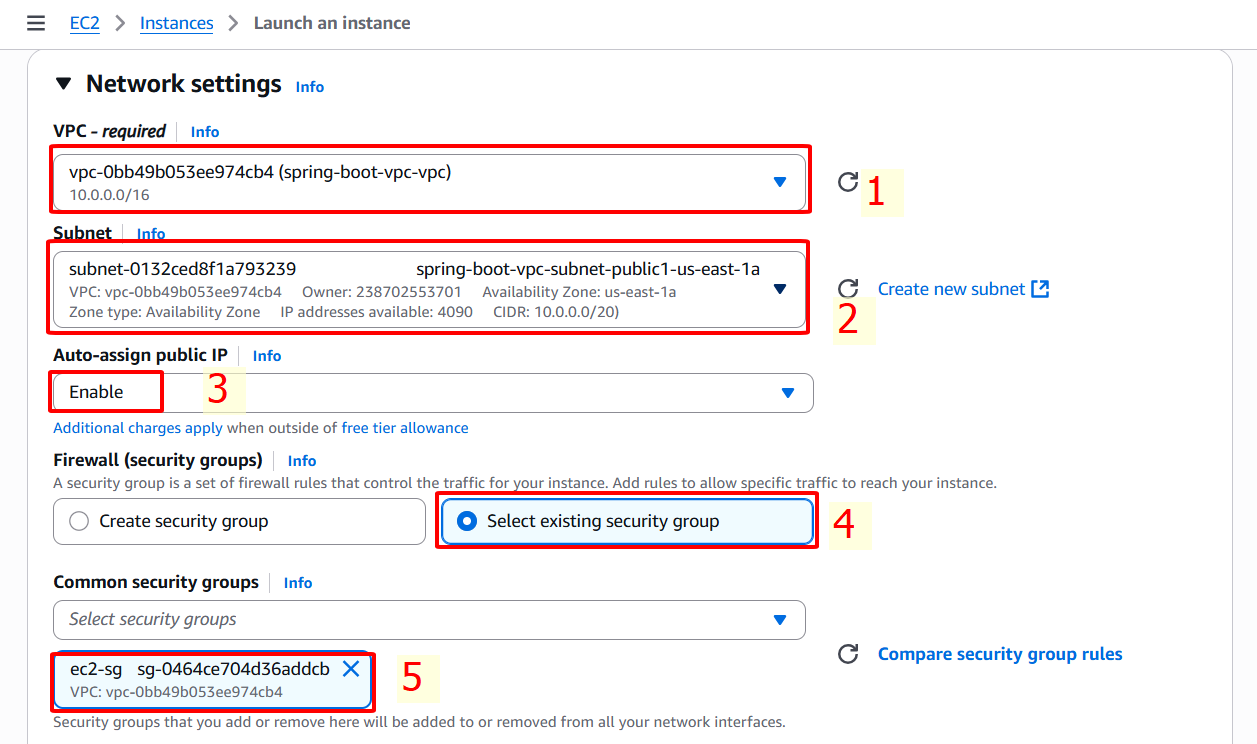 EC2 > Instances > Launch an instance
Network settings Info
VPC - required Info
vpc-0bb49b053ee974cb4 (spring-boot-vpc-vpc)
10.0.0.0/16
1
Subnet Info
subnet-0132ced8f1a793239 spring-boot-vpc-subnet-public1-us-east-1a
VPC: vpc-0bb49b053ee974cb4 Owner: 238702553701 Availability Zone: us-east-1a
Zone type: Availability Zone IP addresses available: 4090 CIDR: 10.0.0.0/20)
Create new subnet
2
Auto-assign public IP Info
Enable
3
Additional charges apply when outside of free tier allowance
Firewall (security groups) Info
A security group is a set of firewall rules that control the traffic for your instance. Add rules to allow specific traffic to reach your instance.
Create security group
Select existing security group
4
Common security groups Info
Select security groups
ec2-sg sg-0464ce704d36addcb
VPC: vpc-0bb49b053ee974cb4
5
Compare security group rules
Security groups that you add or remove here will be added to or removed from all your network interfaces.